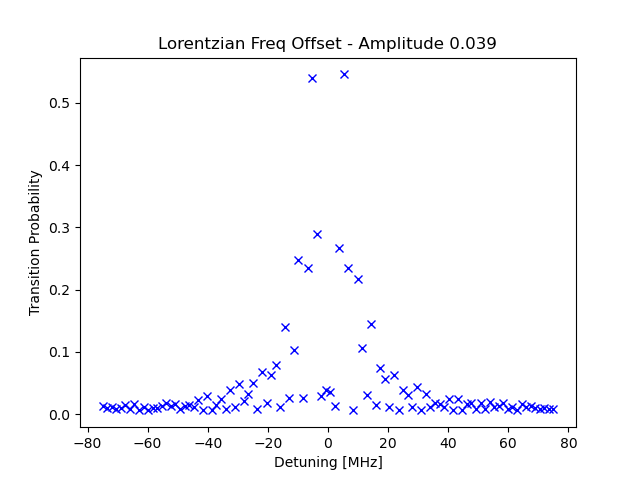 Lorentzian Freq Offset - Amplitude 0.039
Transition Probability
0.5
0.4
0.3
0.2
0.1
0.0
−80 −60 −40 −20 0 20 40 60 80
Detuning [MHz]